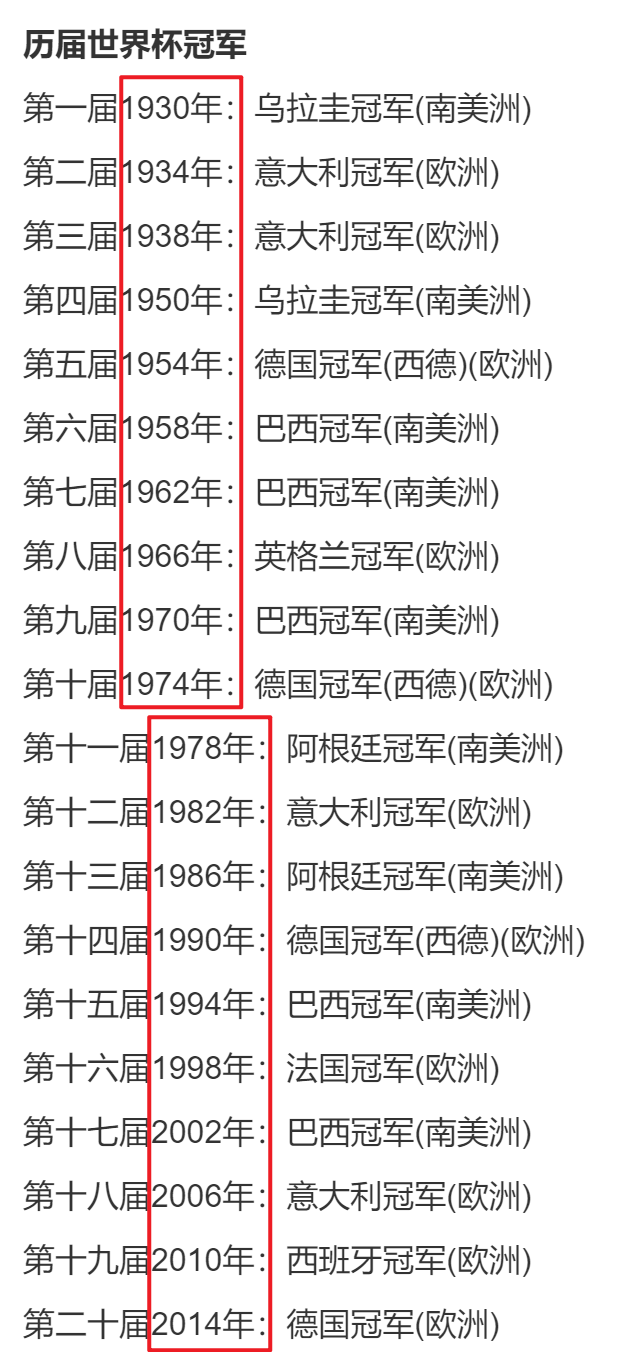 历届世界杯冠军
第一届1930年：乌拉圭冠军(南美洲)
第二届1934年：意大利冠军(欧洲)
第三届1938年：意大利冠军(欧洲)
第四届1950年：乌拉圭冠军(南美洲)
第五届1954年：德国冠军(西德)(欧洲)
第六届1958年：巴西冠军(南美洲)
第七届1962年：巴西冠军(南美洲)
第八届1966年：英格兰冠军(欧洲)
第九届1970年：巴西冠军(南美洲)
第十届1974年：德国冠军(西德)(欧洲)
第十一届1978年：阿根廷冠军(南美洲)
第十二届1982年：意大利冠军(欧洲)
第十三届1986年：阿根廷冠军(南美洲)
第十四届1990年：德国冠军(西德)(欧洲)
第十五届1994年：巴西冠军(南美洲)
第十六届1998年：法国冠军(欧洲)
第十七届2002年：巴西冠军(南美洲)
第十八届2006年：意大利冠军(欧洲)
第十九届2010年：西班牙冠军(欧洲)
第二十届2014年：德国冠军(欧洲)